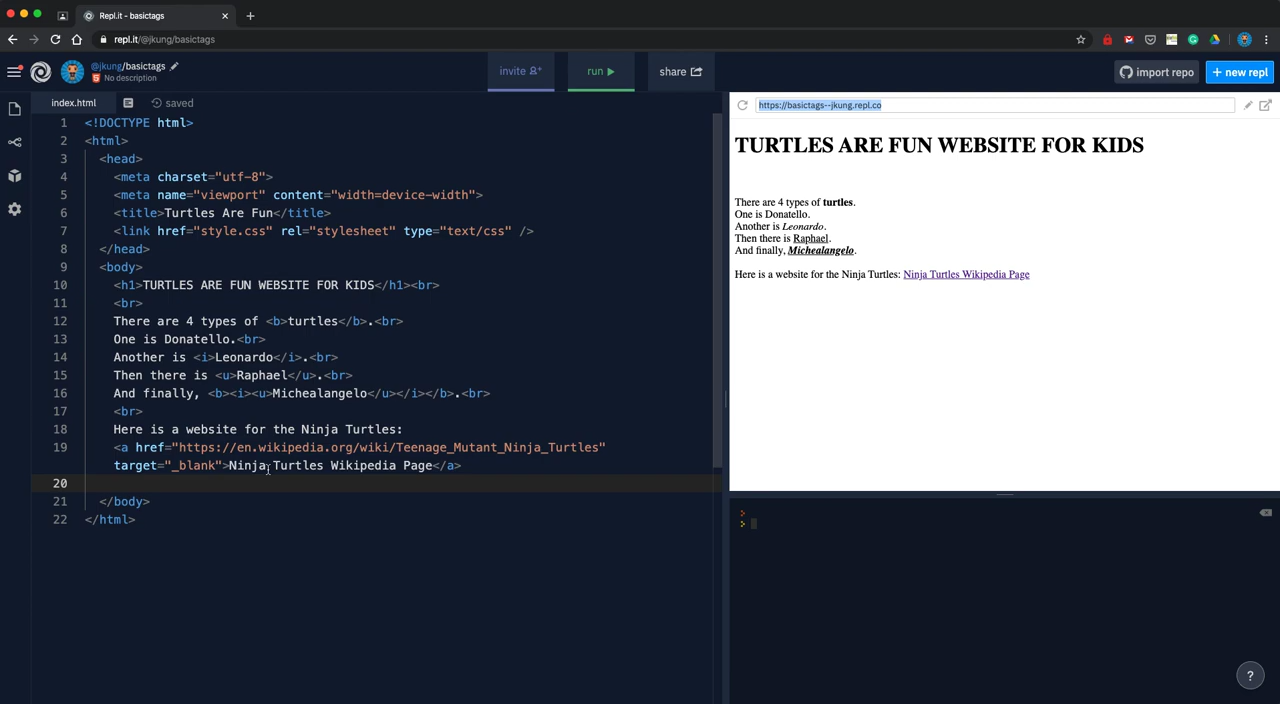 Repl.it - basictags
repl.it/@jkung/basictags
@jkung/basictags
No description
invite
run
share
import repo
+ new repl
index.html
saved
1 <!DOCTYPE html>
2 <html>
3 <head>
4 <meta charset="utf-8">
5 <meta name="viewport" content="width=device-width">
6 <title>Turtles Are Fun</title>
7 <link href="style.css" rel="stylesheet" type="text/css" />
8 </head>
9 <body>
10 <h1>TURTLES ARE FUN WEBSITE FOR KIDS</h1><br>
11 <br>
12 There are 4 types of <b>turtles</b>.<br>
13 One is Donatello.<br>
14 Another is <i>Leonardo</i>.<br>
15 Then there is <u>Raphael</u>.<br>
16 And finally, <b><i><u>Michealangelo</u></i></b>.<br>
17 <br>
18 Here is a website for the Ninja Turtles:
19 <a href="https://en.wikipedia.org/wiki/Teenage_Mutant_Ninja_Turtles"
target="_blank">Ninja Turtles Wikipedia Page</a>
20
21 </body>
22 </html>
https://basictags--jkung.repl.co
TURTLES ARE FUN WEBSITE FOR KIDS
There are 4 types of turtles.
One is Donatello.
Another is Leonardo.
Then there is Raphael.
And finally, Michealangelo.
Here is a website for the Ninja Turtles: Ninja Turtles Wikipedia Page
>
>
?